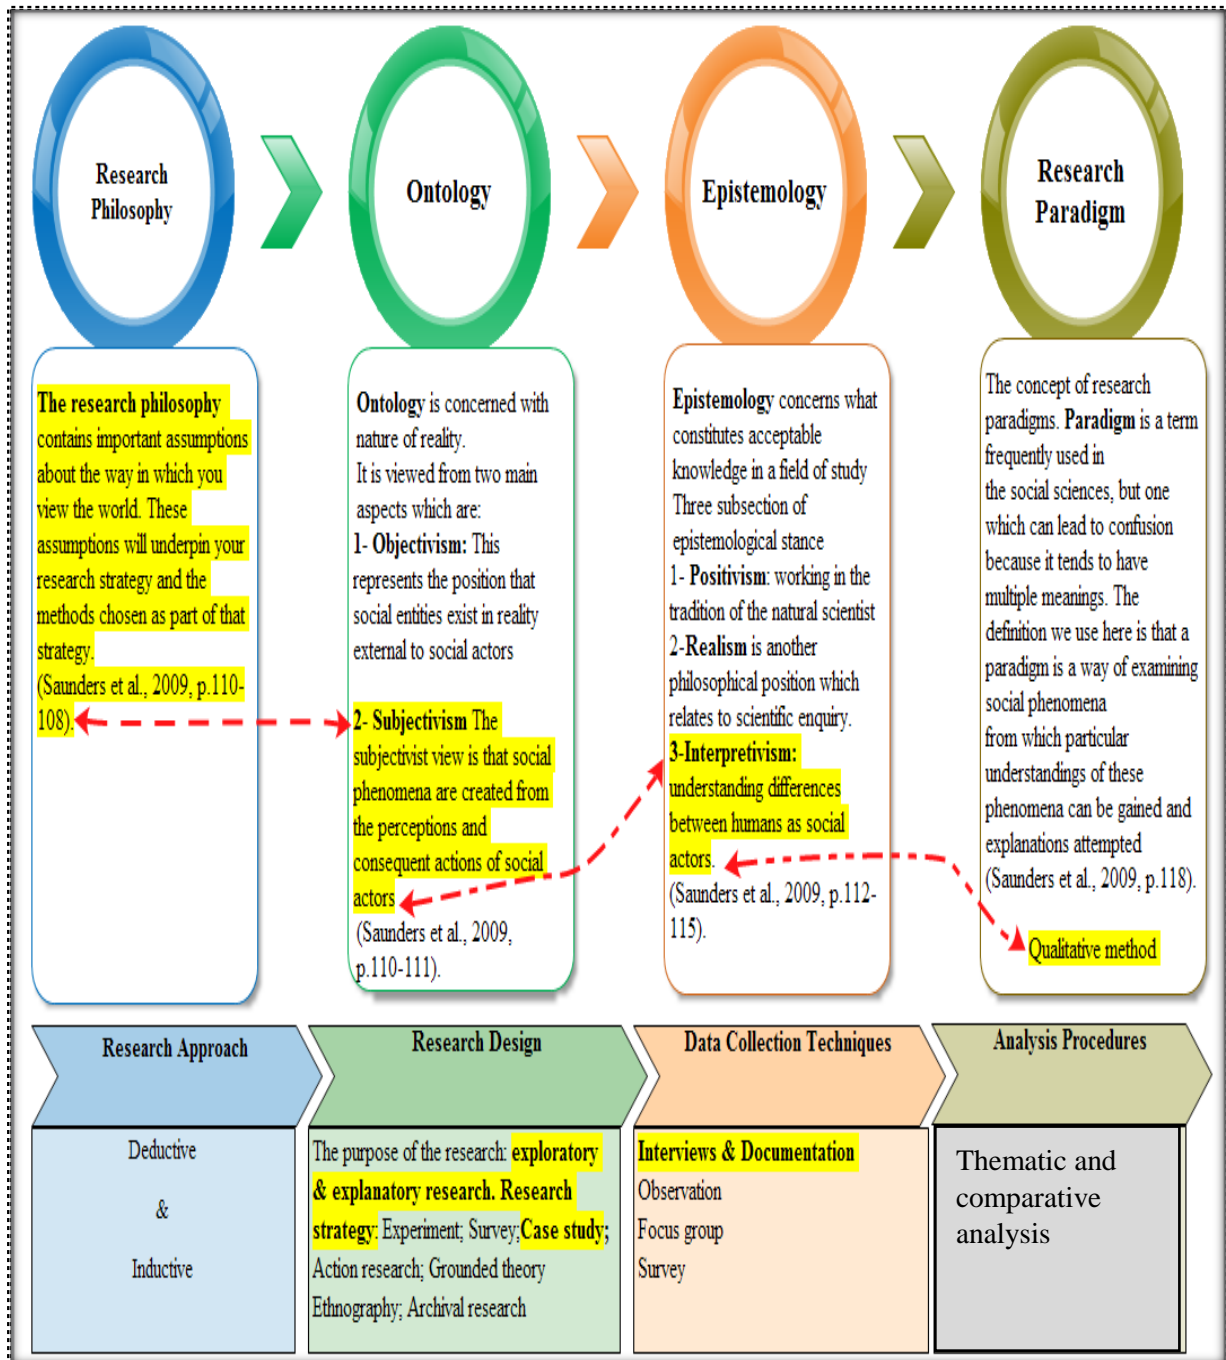 Research
Philosophy
Ontology
Epistemology
Research
Paradigm
The research philosophy
contains important assumptions
about the way in which you
view the world. These
assumptions will underpin your
research strategy and the
methods chosen as part of that
strategy.
(Saunders et al., 2009, p.110-
108).
Ontology is concerned with
nature of reality.
It is viewed from two main
aspects which are:
1- Objectivism: This
represents the position that
social entities exist in reality
external to social actors
2- Subjectivism The
subjectivist view is that social
phenomena are created from
the perceptions and
consequent actions of social
actors
(Saunders et al., 2009,
p.110-111).
Epistemology concerns what
constitutes acceptable
knowledge in a field of study
Three subsection of
epistemological stance
1- Positivism: working in the
tradition of the natural scientist
2-Realism is another
philosophical position which
relates to scientific enquiry.
3-Interpretivism:
understanding differences
between humans as social
actors.
(Saunders et al., 2009, p.112-
115).
The concept of research
paradigms. Paradigm is a term
frequently used in
the social sciences, but one
which can lead to confusion
because it tends to have
multiple meanings. The
definition we use here is that a
paradigm is a way of examining
social phenomena
from which particular
understandings of these
phenomena can be gained and
explanations attempted
(Saunders et al., 2009, p.118).
Qualitative method
Research Approach
Deductive
&
Inductive
Research Design
The purpose of the research: exploratory
& explanatory research. Research
strategy: Experiment; Survey;Case study;
Action research; Grounded theory
Ethnography; Archival research
Data Collection Techniques
Interviews & Documentation
Observation
Focus group
Survey
Analysis Procedures
Thematic and
comparative
analysis